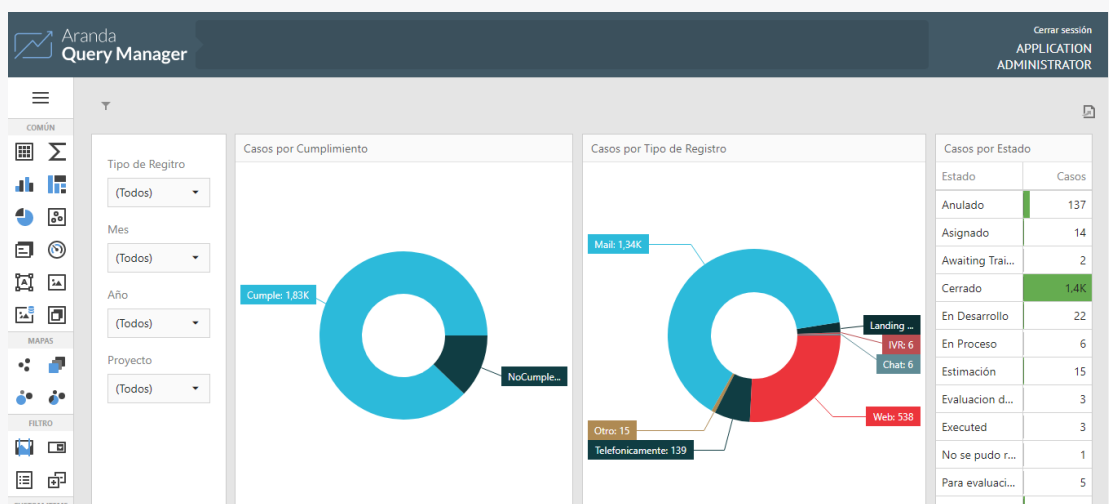 Aranda
Query Manager
Cerrar sesión
APPLICATION
ADMINISTRATOR
COMÚN
MAPAS
FILTRO
Tipo de Regitro
(Todos)
Mes
(Todos)
Año
(Todos)
Proyecto
(Todos)
Casos por Cumplimiento
Cumple: 1,83K
NoCumple...
Casos por Tipo de Registro
Mail: 1,34K
Landing ...
IVR: 6
Chat: 6
Web: 538
Otro: 15
Telefonicamente: 139
Casos por Estado
Estado Casos
Anulado 137
Asignado 14
Awaiting Trai... 2
Cerrado 1,4K
En Desarrollo 22
En Proceso 6
Estimación 15
Evaluacion d... 3
Executed 3
No se pudo r... 1
Para evaluaci... 5